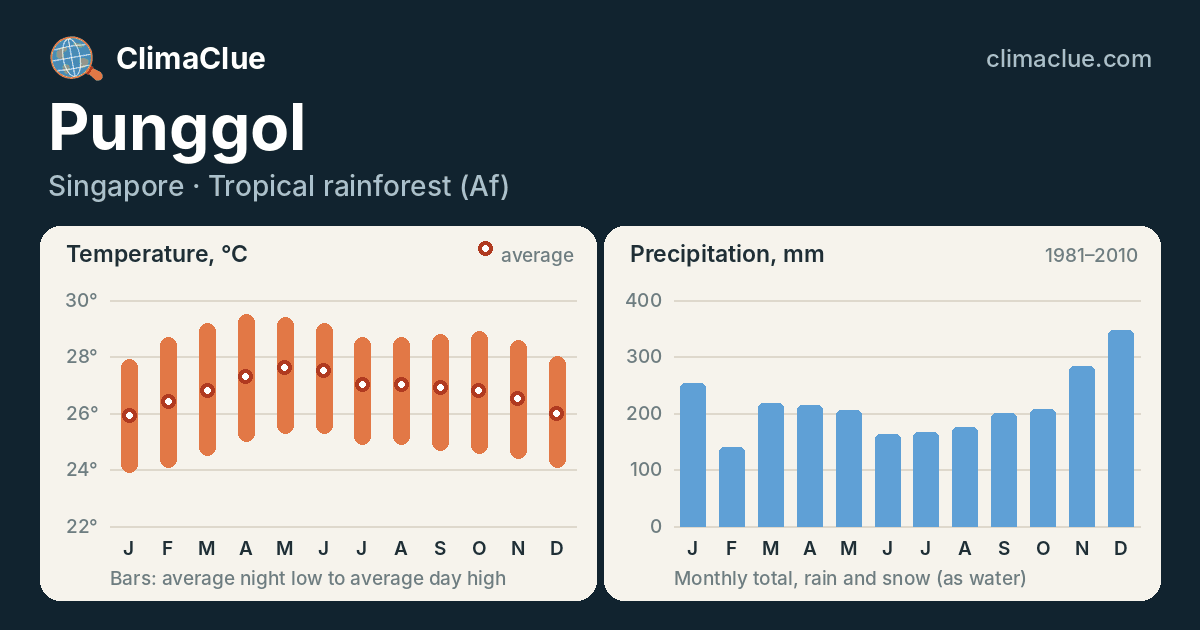 ClimaClue
climaclue.com
Punggol
Singapore · Tropical rainforest (Af)
Temperature, °C
average
30°
28°
26°
24°
22°
J F M A M J J A S O N D
Bars: average night low to average day high
Precipitation, mm
1981–2010
400
300
200
100
0
J F M A M J J A S O N D
Monthly total, rain and snow (as water)